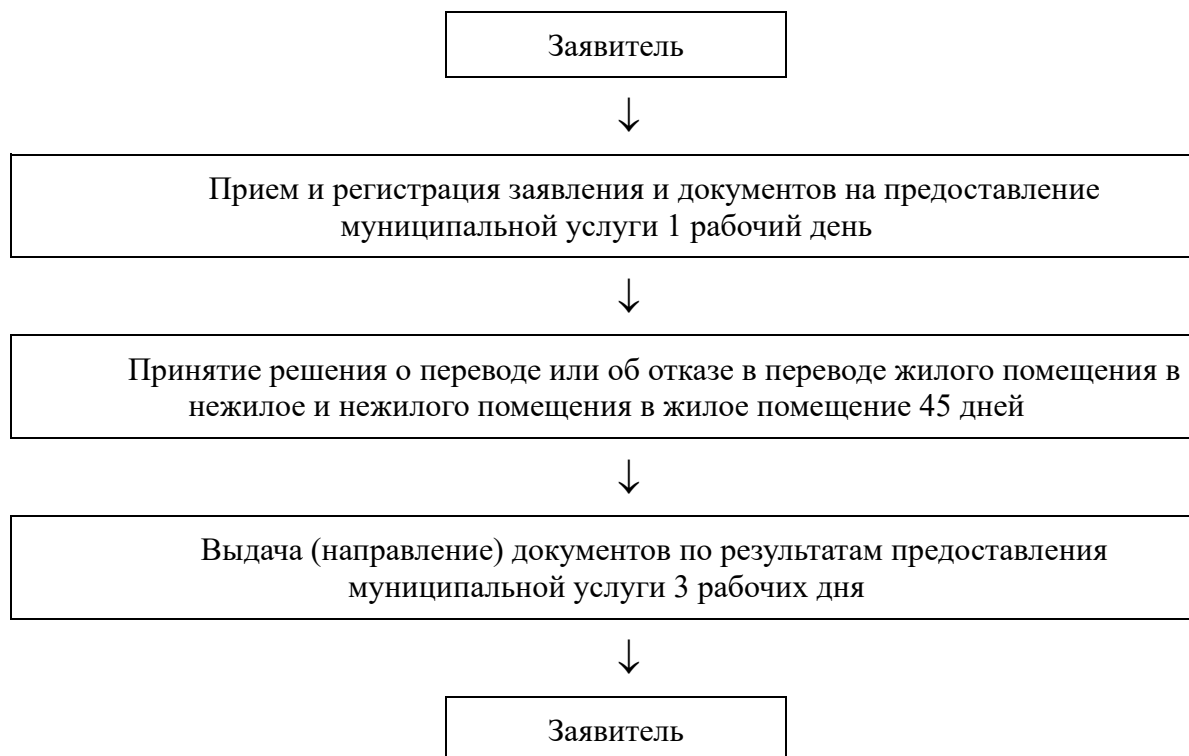 Заявитель
↓
Прием и регистрация заявления и документов на предоставление
муниципальной услуги 1 рабочий день
↓
Принятие решения о переводе или об отказе в переводе жилого помещения в
нежилое и нежилого помещения в жилое помещение 45 дней
↓
Выдача (направление) документов по результатам предоставления
муниципальной услуги 3 рабочих дня
↓
Заявитель